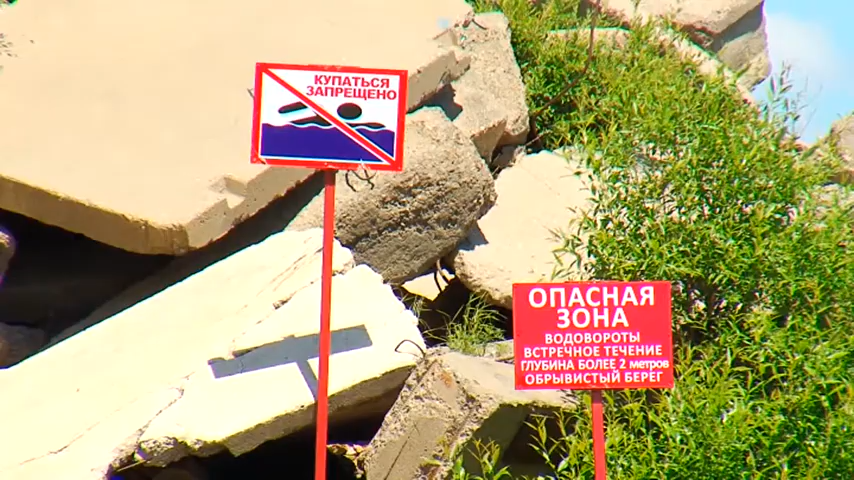 КУПАТЬСЯ
ЗАПРЕЩЕНО
ОПАСНАЯ
ЗОНА
ВОДОВОРОТЫ
ВСТРЕЧНОЕ ТЕЧЕНИЕ
ГЛУБИНА БОЛЕЕ 2 метров
ОБРЫВИСТЫЙ БЕРЕГ